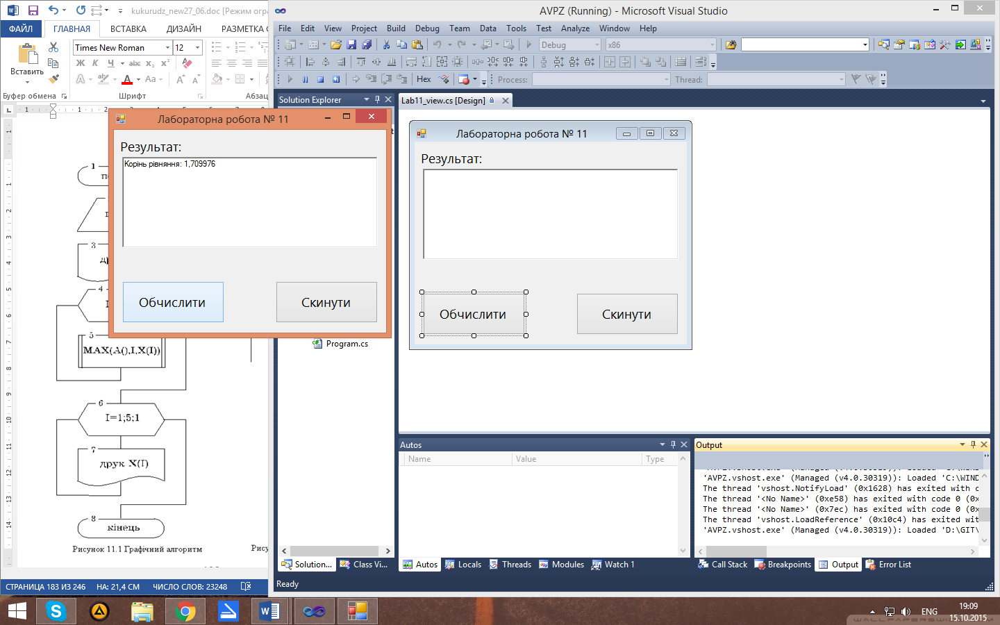 kukurudz_new27_06.doc [Режим огра
AVPZ (Running) - Microsoft Visual Studio
ФАЙЛ ГЛАВНАЯ ВСТАВКА ДИЗАЙН РАЗМЕТКА С
File Edit View Project Build Debug Team Data Tools Test Analyze Window Help
Times New Roman 12
Debug x86
Вставить
Ж К Ч abc x₂ x²
Буфер обмена Шрифт Абзац
Hex Process: Thread:
Solution Explorer
Lab11_view.cs [Design]
Лабораторна робота № 11
Результат:
Корінь рівняння: 1,709976
Обчислити Скинути
Лабораторна робота № 11
Результат:
Обчислити Скинути
Program.cs
1
3
4
5
MAX(A(),I,X(I))
6
I=1;5;1
7
друк X(I)
8
кінець
Рисунок 11.1 Графічний алгоритм
Рису
Autos
Name Value Type
Output
'AVPZ.vshost.exe' (Managed (v4.0.30319)): Loaded 'C:\WIND
The thread 'vshost.NotifyLoad' (0x1628) has exited with c
The thread '<No Name>' (0xe58) has exited with code 0 (0x
The thread '<No Name>' (0x7ec) has exited with code 0 (0x
The thread 'vshost.LoadReference' (0x10c4) has exited wit
'AVPZ.vshost.exe' (Managed (v4.0.30319)): Loaded 'D:\GIT\
Solution... Class Vi...
Autos Locals Threads Modules Watch 1
Call Stack Breakpoints Output Error List
СТРАНИЦА 183 ИЗ 246 НА: 21,4 СМ ЧИСЛО СЛОВ: 23248
Ready
ENG
19:09
15.10.2015